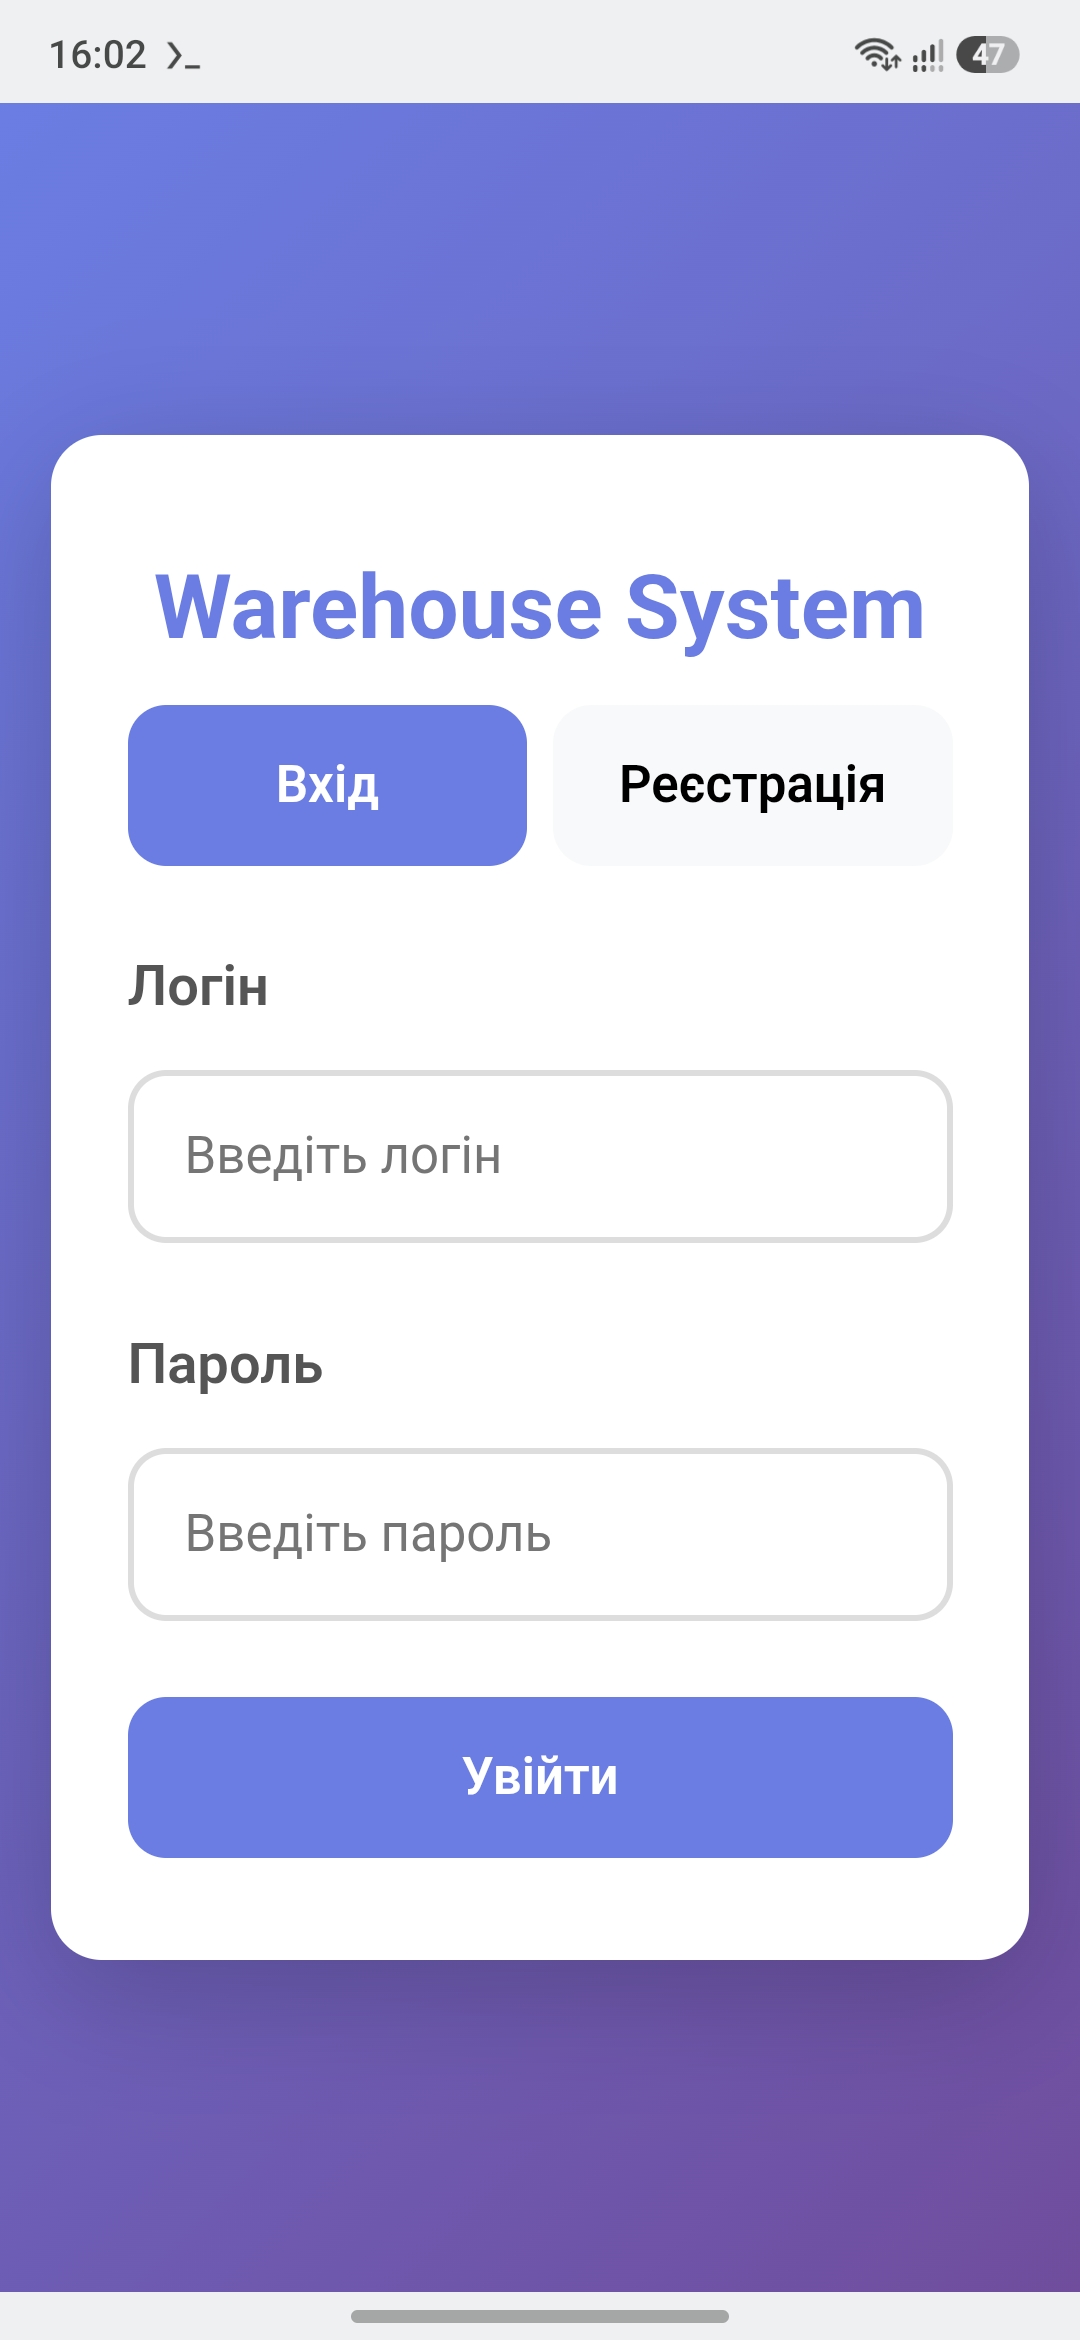 16:02
47
Warehouse System
Вхід Реєстрація
Логін
Введіть логін
Пароль
Введіть пароль
Увійти